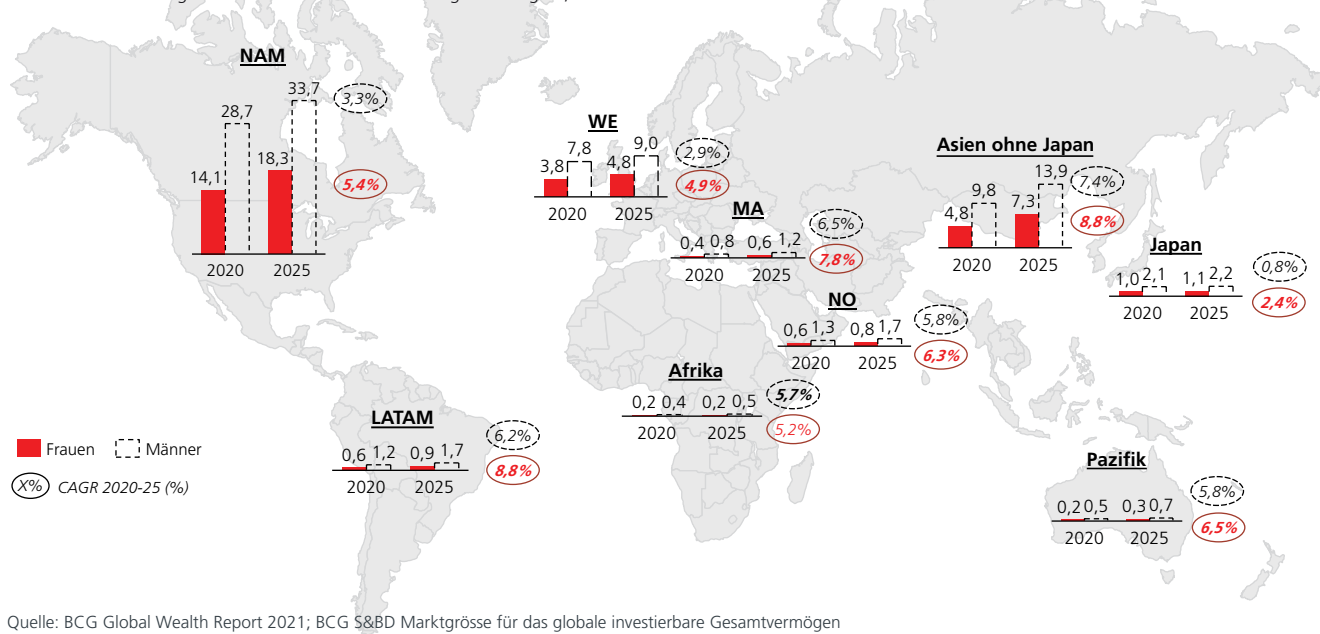 NAM
33,7
3,3%
28,7
18,3
14,1
5,4%
2020 2025
WE
9,0
7,8
2,9%
3,8 4,8
4,9%
2020 2025
MA
6,5%
0,4 0,8 0,6 1,2
7,8%
2020 2025
Asien ohne Japan
13,9
7,4%
9,8
7,3
4,8
8,8%
2020 2025
Japan
0,8%
1,0 2,1 1,1 2,2
2,4%
2020 2025
NO
5,8%
0,6 1,3 0,8 1,7
6,3%
2020 2025
Afrika
5,7%
0,2 0,4 0,2 0,5
5,2%
2020 2025
LATAM
6,2%
0,6 1,2 0,9 1,7
8,8%
2020 2025
Pazifik
5,8%
0,2 0,5 0,3 0,7
6,5%
2020 2025
Frauen Männer
X% CAGR 2020-25 (%)
Quelle: BCG Global Wealth Report 2021; BCG S&BD Marktgrösse für das globale investierbare Gesamtvermögen